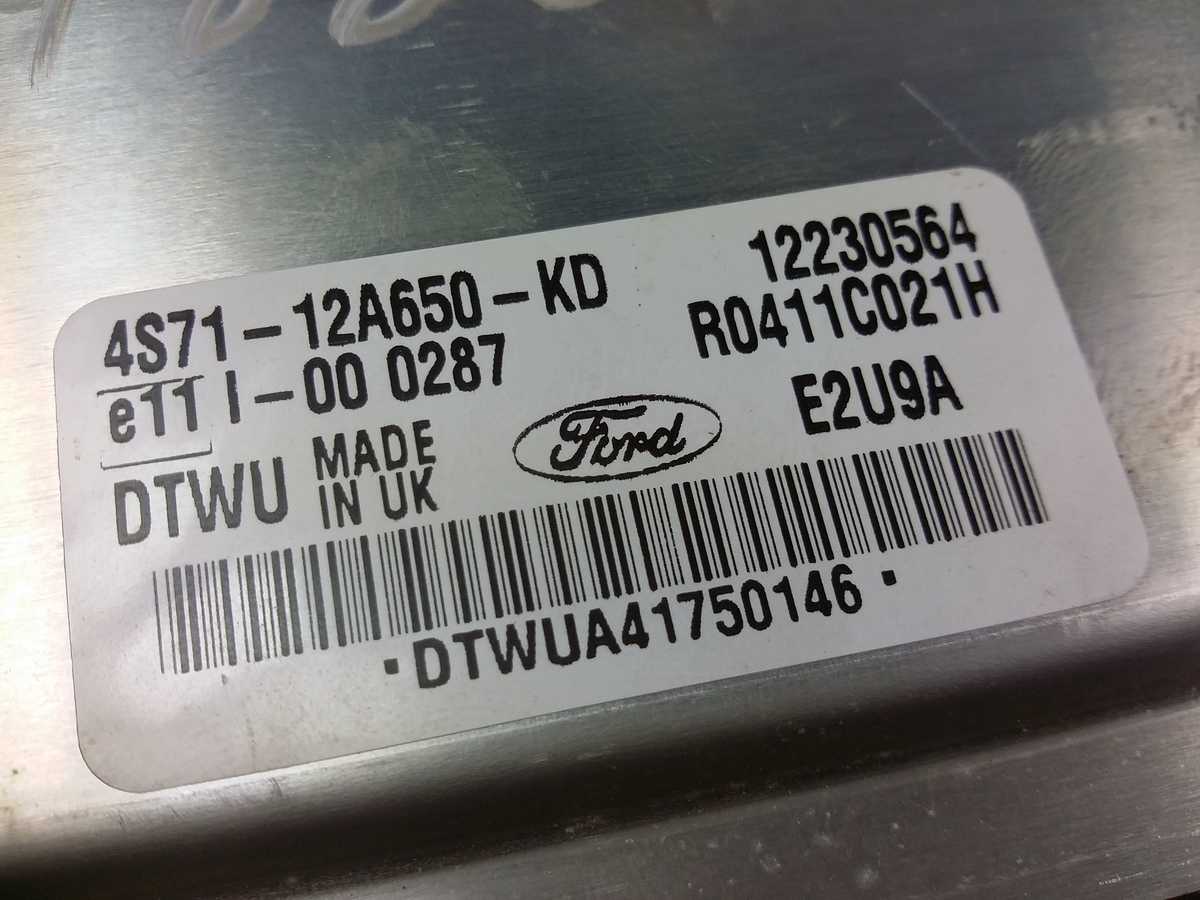 4S71-12A650-KD 12230564
e11 I-00 0287 R0411C021H
DTWU MADE IN UK Ford E2U9A
•DTWUA41750146•